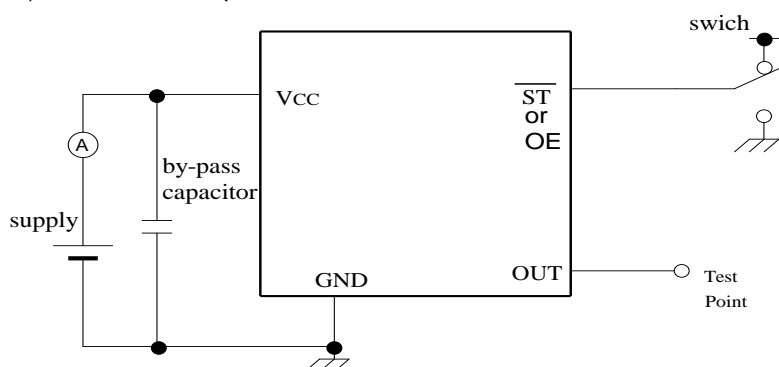 swich
VCC
ST
or
OE
A
by-pass
capacitor
supply
GND
OUT
Test
Point